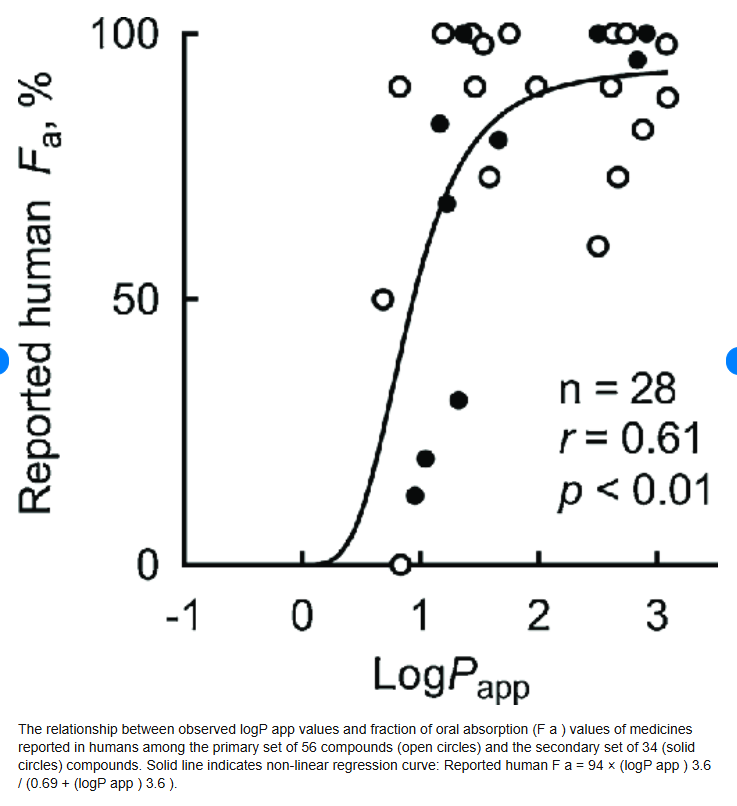 100
50
0
Reported human Fa, %
n = 28
r = 0.61
p < 0.01
-1 0 1 2 3
LogPapp
The relationship between observed logP app values and fraction of oral absorption (F a ) values of medicines
reported in humans among the primary set of 56 compounds (open circles) and the secondary set of 34 (solid
circles) compounds. Solid line indicates non-linear regression curve: Reported human F a = 94 × (logP app ) 3.6
/ (0.69 + (logP app ) 3.6 ).